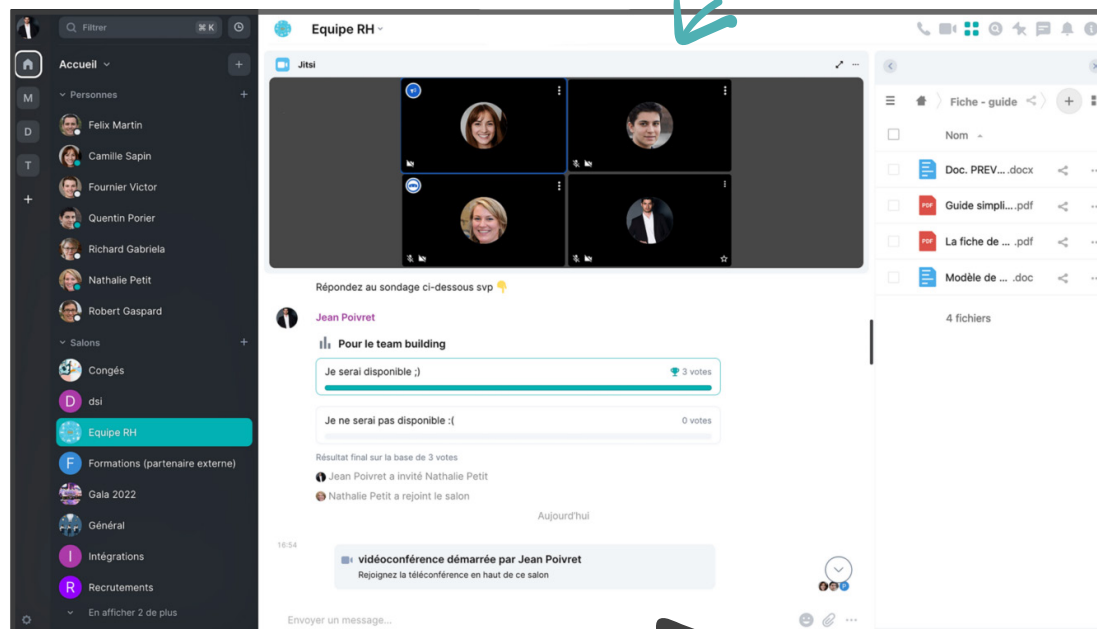 Filtrer
⌘ K
Equipe RH
Accueil
M
Personnes
D
Felix Martin
T
Camille Sapin
Fournier Victor
Quentin Porier
Richard Gabriela
Nathalie Petit
Robert Gaspard
Salons
Congés
D dsi
Equipe RH
F Formations (partenaire externe)
Gala 2022
Général
I Intégrations
R Recrutements
En afficher 2 de plus
Jitsi
Répondez au sondage ci-dessous svp 👇
Jean Poivret
Pour le team building
Je serai disponible ;) 3 votes
Je ne serai pas disponible :( 0 votes
Résultat final sur la base de 3 votes
Jean Poivret a invité Nathalie Petit
Nathalie Petit a rejoint le salon
Aujourd'hui
16:54
vidéoconférence démarrée par Jean Poivret
Rejoignez la téléconférence en haut de ce salon
F
Envoyer un message...
Fiche - guide
Nom
Doc. PREV... .docx
PDF Guide simpli... .pdf
PDF La fiche de ... .pdf
Modèle de ... .doc
4 fichiers